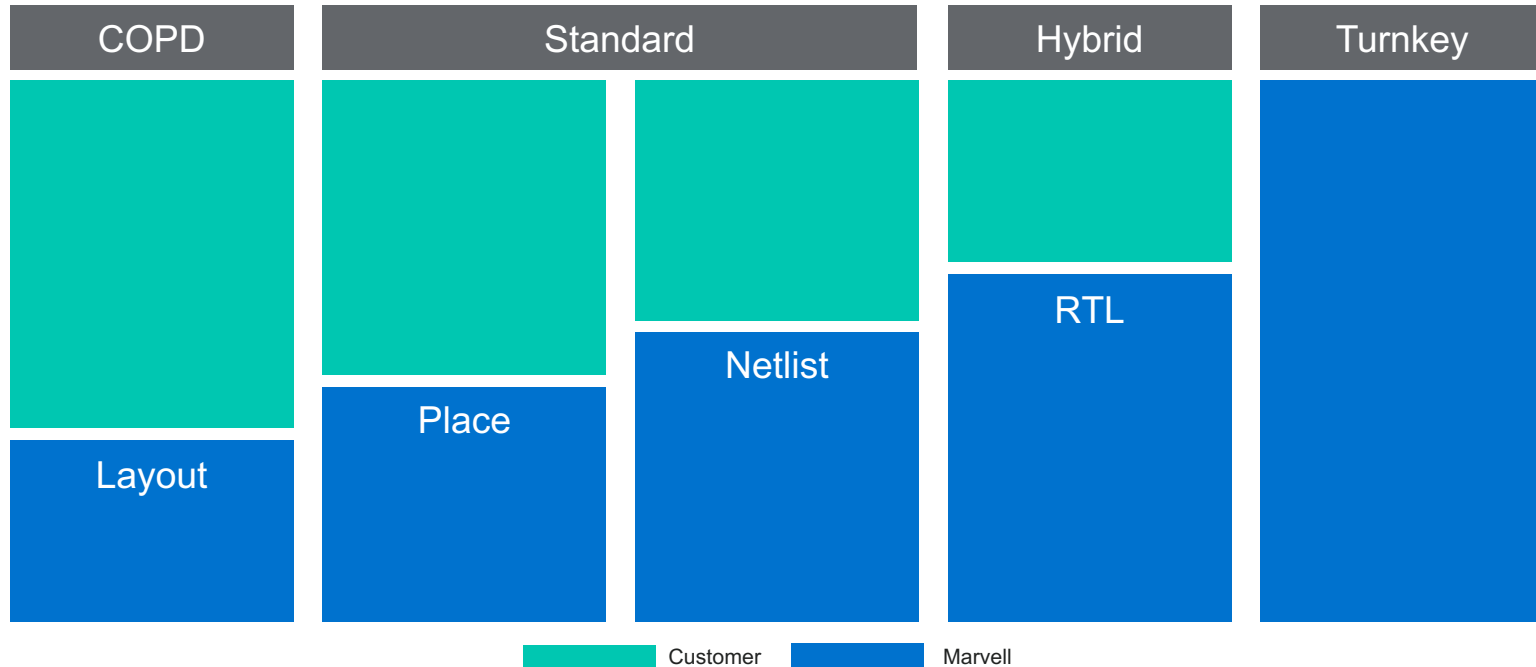 COPD
Standard
Hybrid
Turnkey
RTL
Netlist
Place
Layout
Customer
Marvell